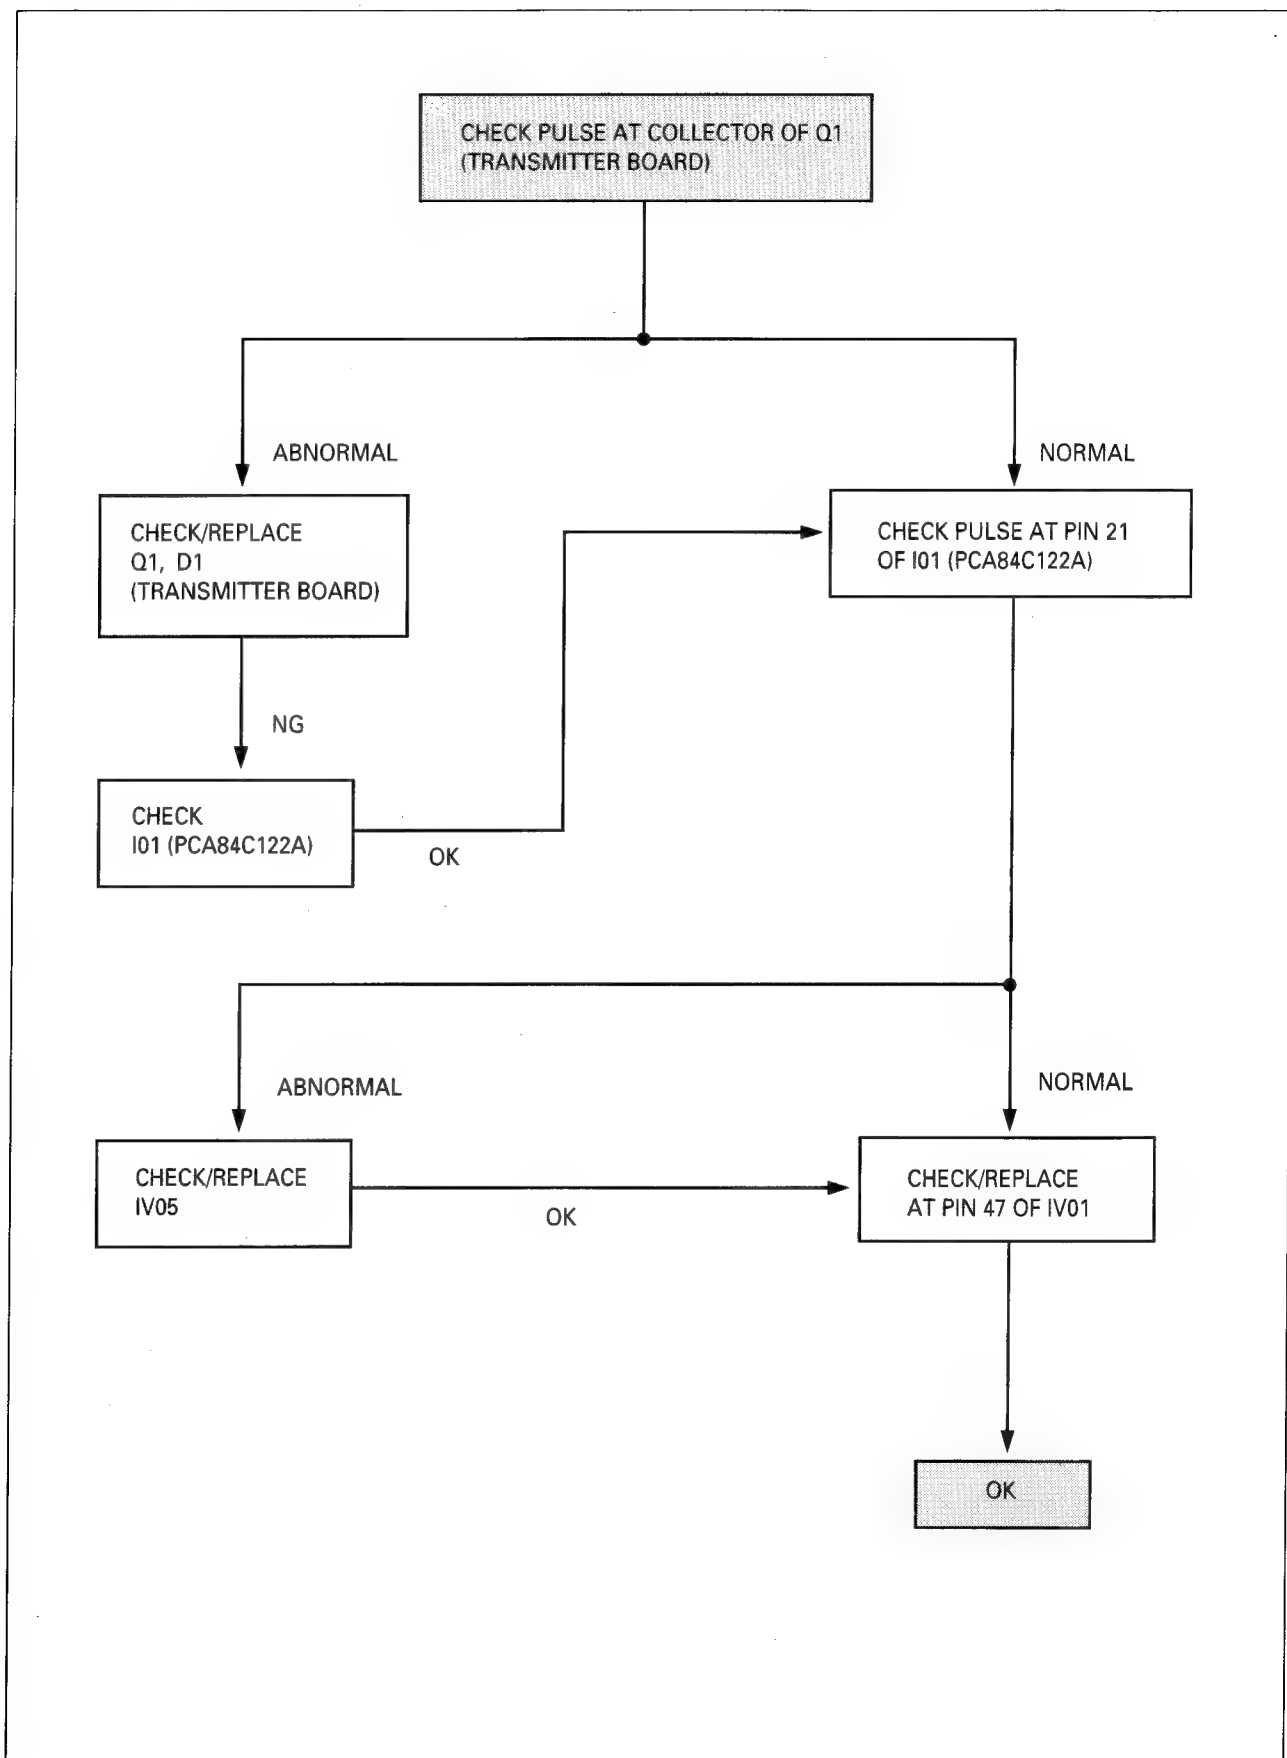 CHECK PULSE AT COLLECTOR OF Q1
(TRANSMITTER BOARD)
ABNORMAL
NORMAL
CHECK/REPLACE
Q1, D1
(TRANSMITTER BOARD)
CHECK PULSE AT PIN 21
OF I01 (PCA84C122A)
NG
CHECK
I01 (PCA84C122A)
OK
ABNORMAL
NORMAL
CHECK/REPLACE
IV05
OK
CHECK/REPLACE
AT PIN 47 OF IV01
OK